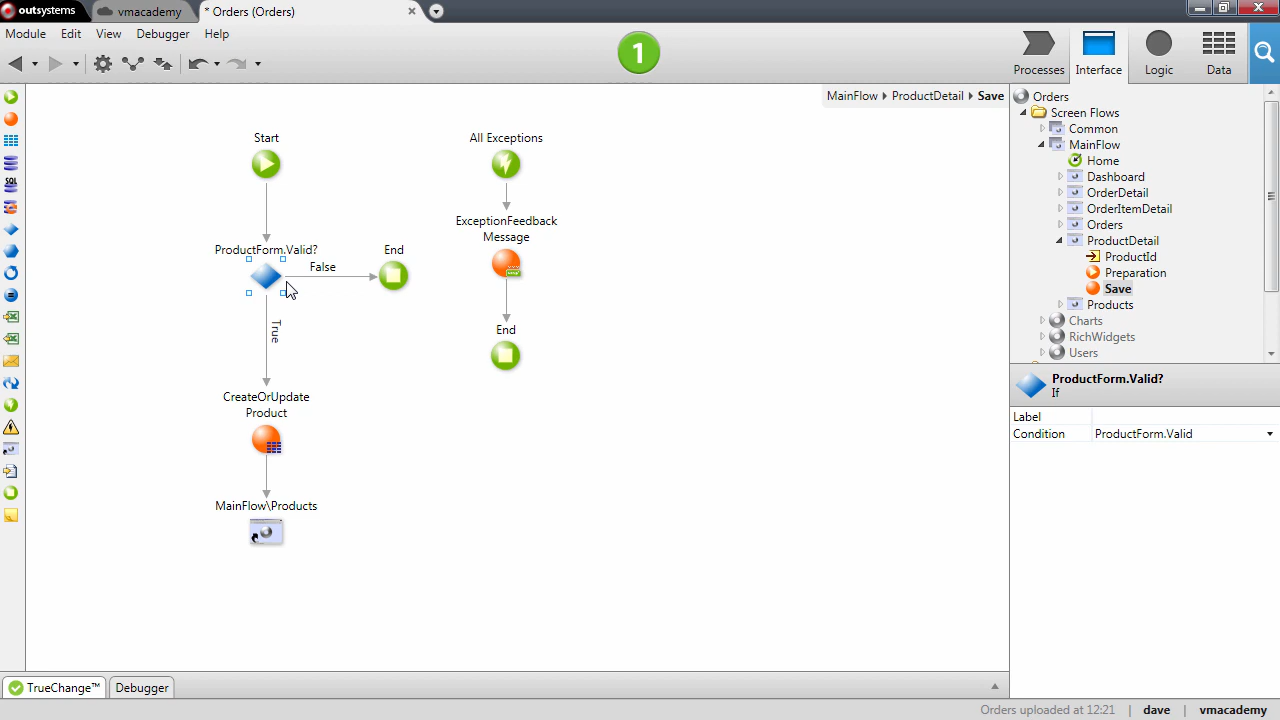 outsystems
vmacademy
* Orders (Orders)
Module
Edit
View
Debugger
Help
1
Processes
Interface
Logic
Data
MainFlow
ProductDetail
Save
Start
All Exceptions
ExceptionFeedback
Message
ProductForm.Valid?
End
False
True
End
CreateOrUpdate
Product
MainFlow\Products
SQL
Orders
Screen Flows
Common
MainFlow
Home
Dashboard
OrderDetail
OrderItemDetail
Orders
ProductDetail
ProductId
Preparation
Save
Products
Charts
RichWidgets
Users
ProductForm.Valid?
If
Label
Condition
ProductForm.Valid
TrueChange™
Debugger
Orders uploaded at 12:21
dave
vmacademy